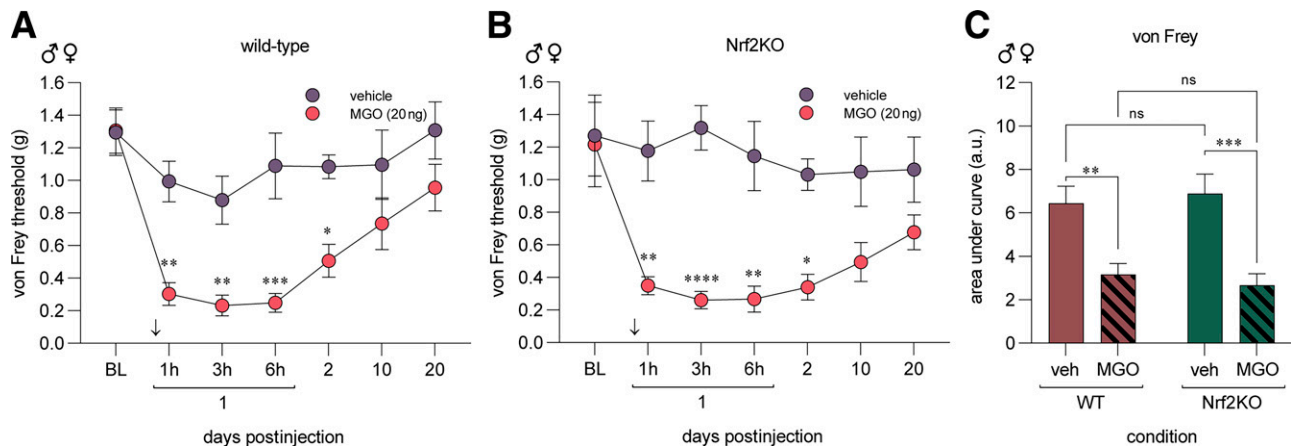 A
♂♀
wild-type
vehicle
MGO (20ng)
von Frey threshold (g)
1.6
1.4
1.2
1.0
0.8
0.6
0.4
0.2
0.0
**
**
***
*
↓
BL 1h 3h 6h 2 10 20
1
days postinjection
B
♂♀
Nrf2KO
vehicle
MGO (20ng)
von Frey threshold (g)
1.6
1.4
1.2
1.0
0.8
0.6
0.4
0.2
0.0
**
****
**
*
↓
BL 1h 3h 6h 2 10 20
1
days postinjection
C
♂♀
von Frey
area under curve (a.u.)
12
10
8
6
4
2
0
ns
ns
**
***
veh MGO veh MGO
WT Nrf2KO
condition